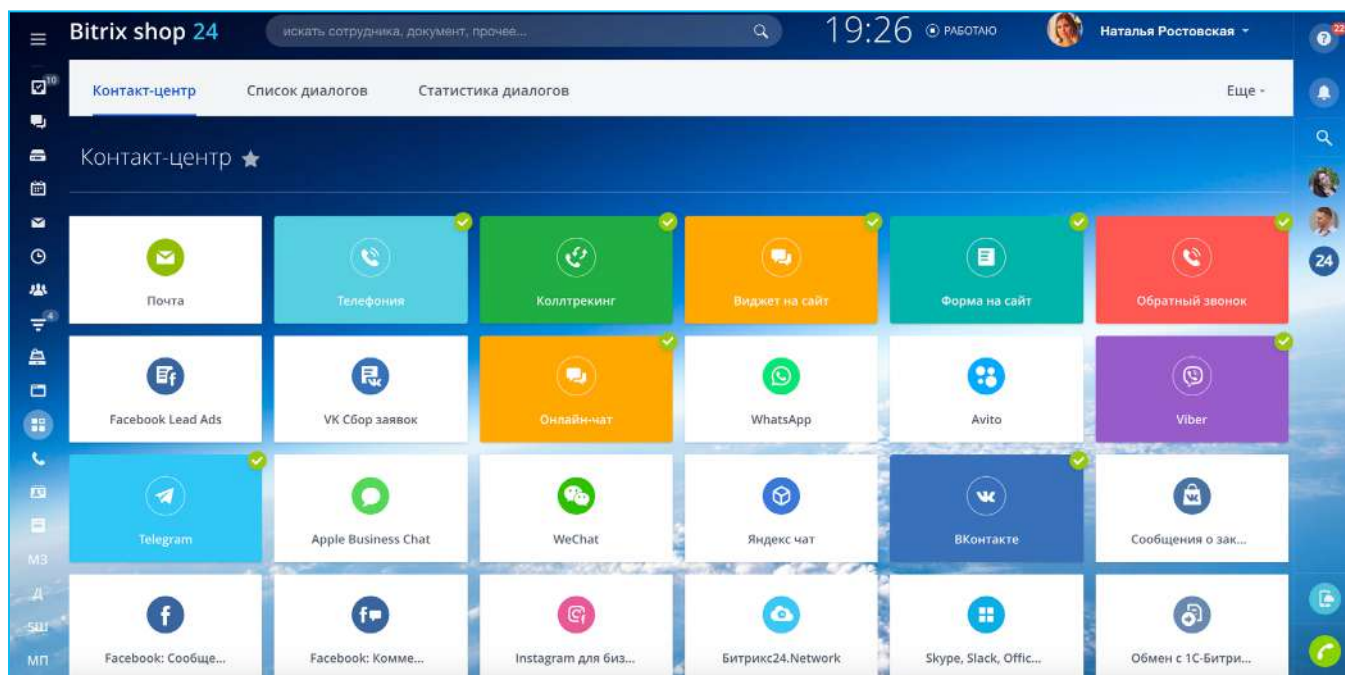 Bitrix shop 24
искать сотрудника, документ, прочее...
19:26
РАБОТАЮ
Наталья Ростовская
22
10
Контакт-центр
Список диалогов
Статистика диалогов
Еще
Контакт-центр
24
Почта
Телефония
Коллтрекинг
Виджет на сайт
Форма на сайт
Обратный звонок
4
Facebook Lead Ads
VK Сбор заявок
Онлайн-чат
WhatsApp
Avito
Viber
Telegram
Apple Business Chat
WeChat
Яндекс чат
ВКонтакте
Сообщения о зак...
МЗ
Д
5Ш
МП
Facebook: Сообще...
Facebook: Комме...
Instagram для биз...
Битрикс24.Network
Skype, Slack, Offic...
Обмен с 1С-Битри...